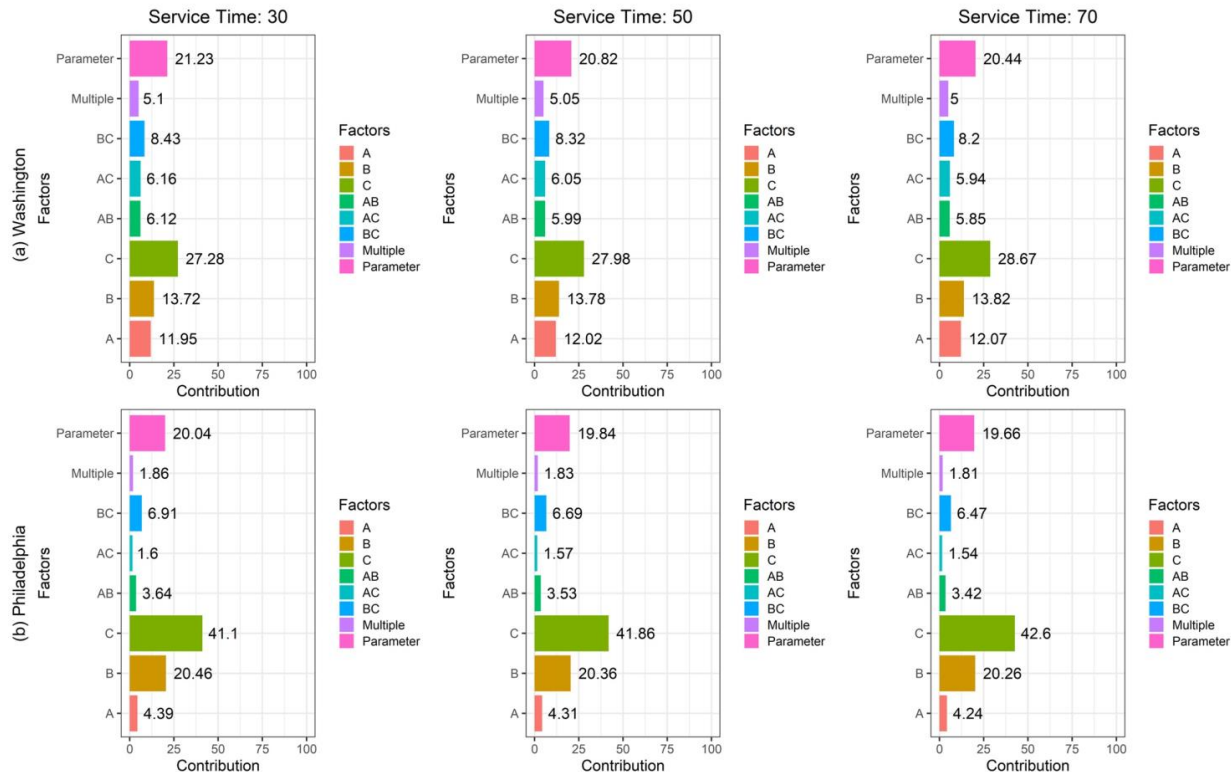 Service Time: 30
Service Time: 50
Service Time: 70
(a) Washington
Factors
Parameter
21.23
Multiple
5.1
BC
8.43
AC
6.16
AB
6.12
C
27.28
B
13.72
A
11.95
0 25 50 75 100
Contribution
Factors
A
B
C
AB
AC
BC
Multiple
Parameter
Factors
Parameter
20.82
Multiple
5.05
BC
8.32
AC
6.05
AB
5.99
C
27.98
B
13.78
A
12.02
0 25 50 75 100
Contribution
Factors
A
B
C
AB
AC
BC
Multiple
Parameter
Factors
Parameter
20.44
Multiple
5
BC
8.2
AC
5.94
AB
5.85
C
28.67
B
13.82
A
12.07
0 25 50 75 100
Contribution
Factors
A
B
C
AB
AC
BC
Multiple
Parameter
(b) Philadelphia
Factors
Parameter
20.04
Multiple
1.86
BC
6.91
AC
1.6
AB
3.64
C
41.1
B
20.46
A
4.39
0 25 50 75 100
Contribution
Factors
A
B
C
AB
AC
BC
Multiple
Parameter
Factors
Parameter
19.84
Multiple
1.83
BC
6.69
AC
1.57
AB
3.53
C
41.86
B
20.36
A
4.31
0 25 50 75 100
Contribution
Factors
A
B
C
AB
AC
BC
Multiple
Parameter
Factors
Parameter
19.66
Multiple
1.81
BC
6.47
AC
1.54
AB
3.42
C
42.6
B
20.26
A
4.24
0 25 50 75 100
Contribution
Factors
A
B
C
AB
AC
BC
Multiple
Parameter